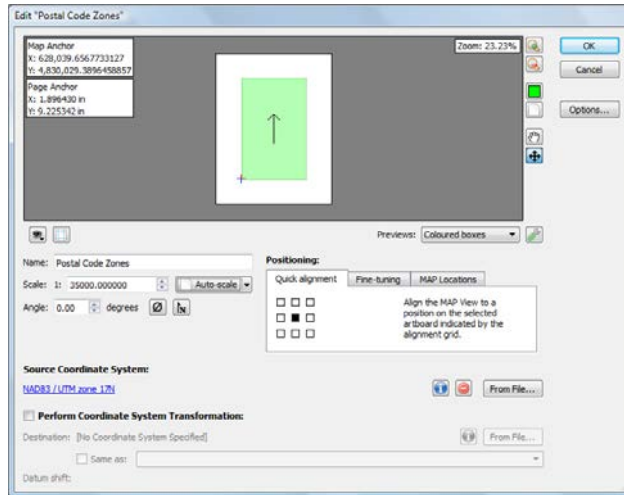 Edit "Postal Code Zones"
Map Anchor
X: 628,039.6567733127
Y: 4,830,029.3896458857
Page Anchor
X: 1.896430 in
Y: 9.225342 in
Zoom: 23.23%
OK
Cancel
Options...
Previews: Coloured boxes
Name: Postal Code Zones
Scale: 1: 35000.000000 Auto-scale
Angle: 0.00 degrees
Positioning:
Quick alignment Fine-tuning MAP Locations
Align the MAP View to a
position on the selected
artboard indicated by the
alignment grid.
Source Coordinate System:
NAD83 / UTM zone 17N
From File...
Perform Coordinate System Transformation:
Destination: [No Coordinate System Specified]
From File...
Same as:
Datum shift: